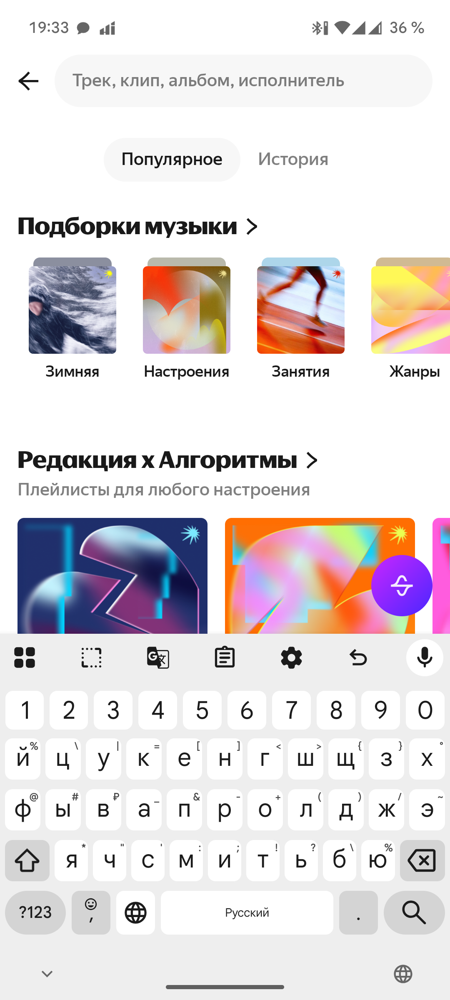 19:33 36 %
Трек, клип, альбом, исполнитель
Популярное История
Подборки музыки
Зимняя Настроения Занятия Жанры
Редакция х Алгоритмы
Плейлисты для любого настроения
1 2 3 4 5 6 7 8 9 0
% \ | = [ ] < > { } °
й ц у к е н г ш щ з х
@ # ₽ _ & - + ( ) / ~
ф ы в а п р о л д ж э
* " ' : ; ! ? \ %
я ч с м и т ь б ю
?123 , Русский .